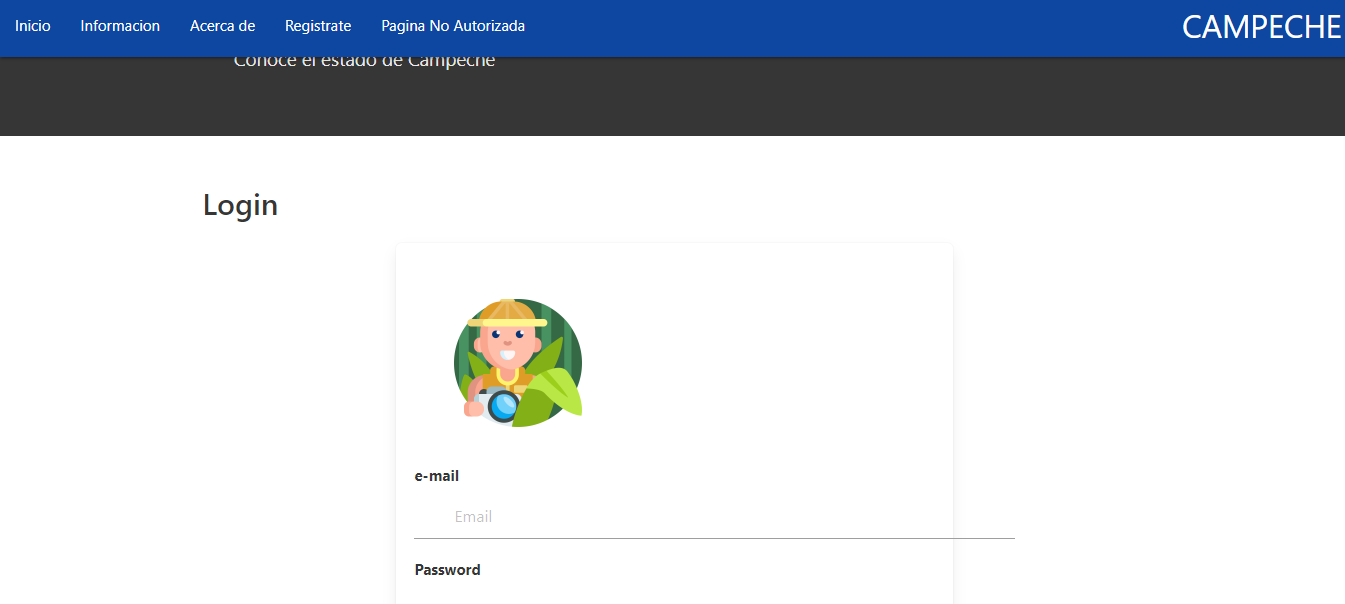 Inicio Informacion Acerca de Registrate Pagina No Autorizada CAMPECHE
Conoce el estado de Campeche
Login
e-mail
Email
Password